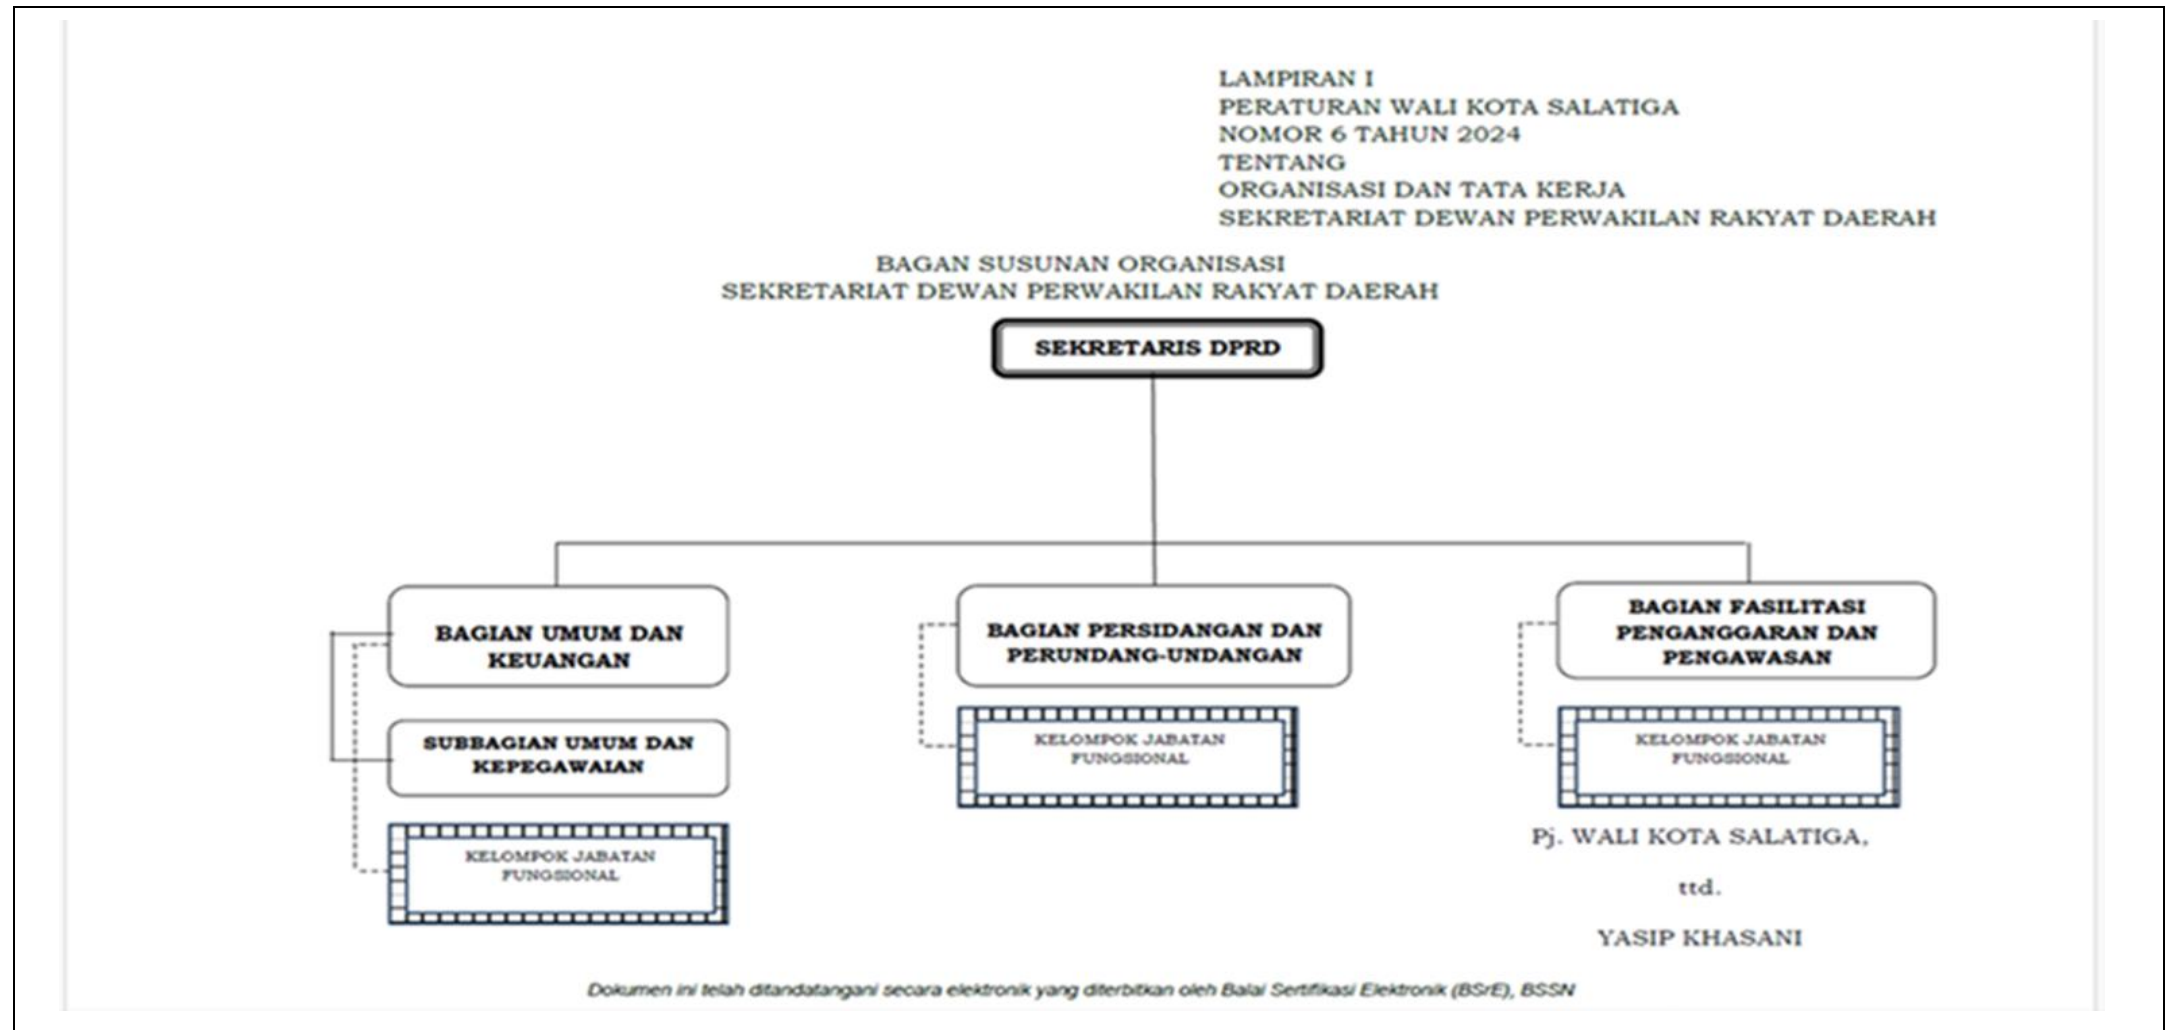 LAMPIRAN I
PERATURAN WALI KOTA SALATIGA
NOMOR 6 TAHUN 2024
TENTANG
ORGANISASI DAN TATA KERJA
SEKRETARIAT DEWAN PERWAKILAN RAKYAT DAERAH
BAGAN SUSUNAN ORGANISASI
SEKRETARIAT DEWAN PERWAKILAN RAKYAT DAERAH
SEKRETARIS DPRD
BAGIAN UMUM DAN
KEUANGAN
SUBBAGIAN UMUM DAN
KEPEGAWAIAN
KELOMPOK JABATAN
FUNGSIONAL
BAGIAN PERSIDANGAN DAN
PERUNDANG-UNDANGAN
KELOMPOK JABATAN
FUNGSIONAL
BAGIAN FASILITASI
PENGANGGARAN DAN
PENGAWASAN
KELOMPOK JABATAN
FUNGSIONAL
Pj. WALI KOTA SALATIGA,
ttd.
YASIP KHASANI
Dokumen ini telah ditandatangani secara elektronik yang diterbitkan oleh Balai Sertifikasi Elektronik (BSrE), BSSN